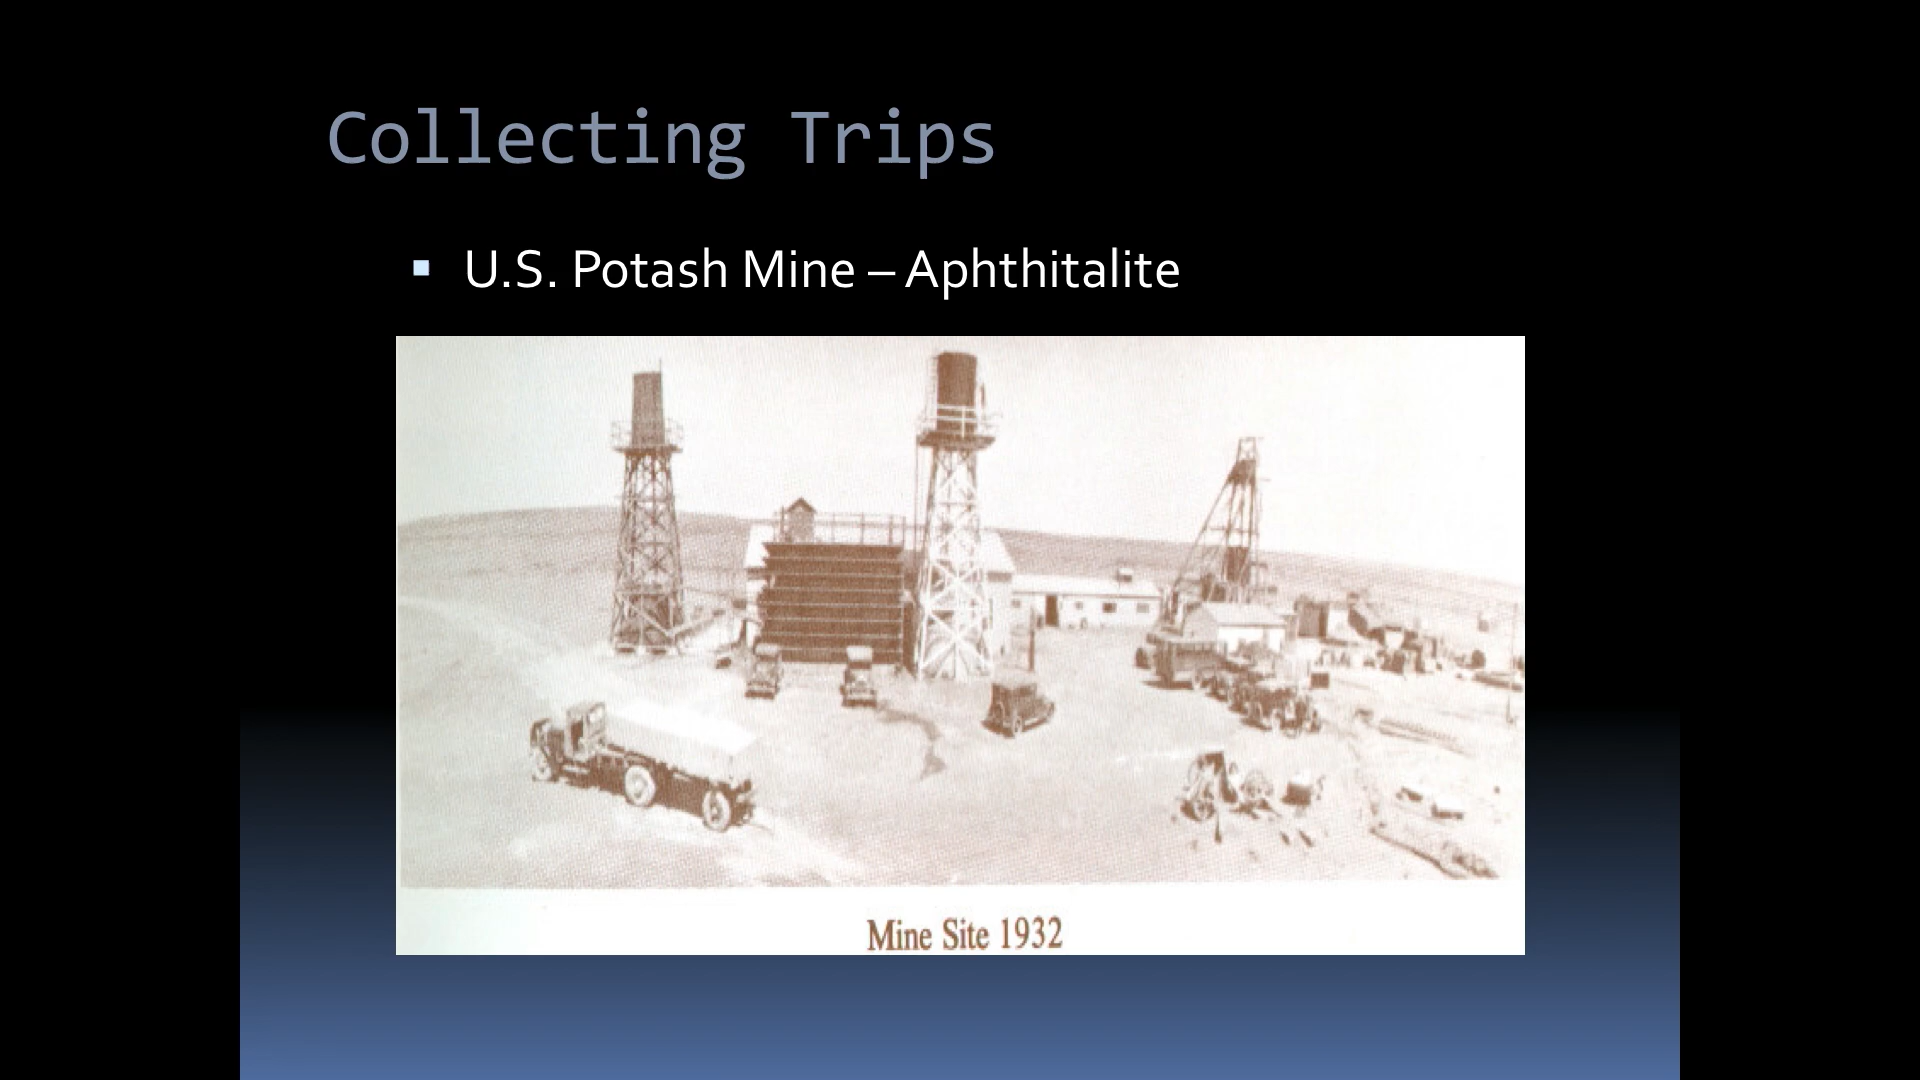 Collecting Trips
▪ U.S. Potash Mine – Aphthitalite
Mine Site 1932